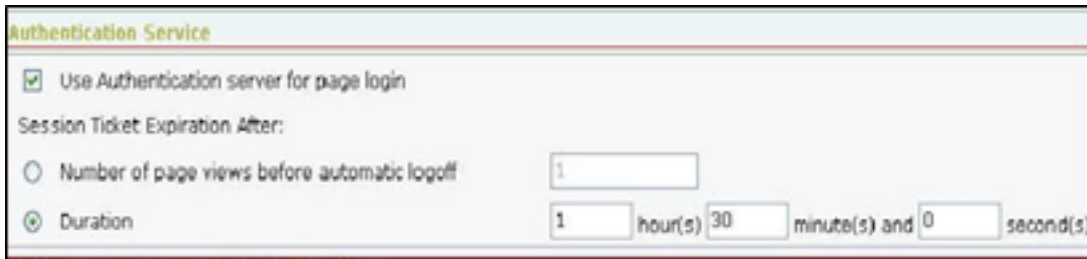 Authentication Service
Use Authentication server for page login
Session Ticket Expiration After:
Number of page views before automatic logoff 1
Duration 1 hour(s) 30 minute(s) and 0 second(s)